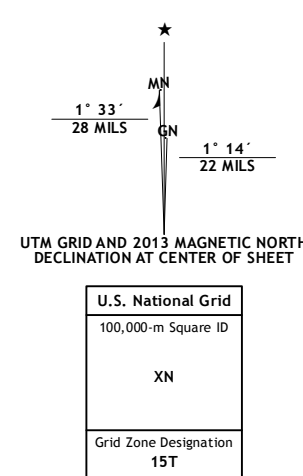 ★
MN
1° 33´
28 MILS
GN
1° 14´
22 MILS
UTM GRID AND 2013 MAGNETIC NORTH
DECLINATION AT CENTER OF SHEET
U.S. National Grid
100,000-m Square ID
XN
Grid Zone Designation
15T